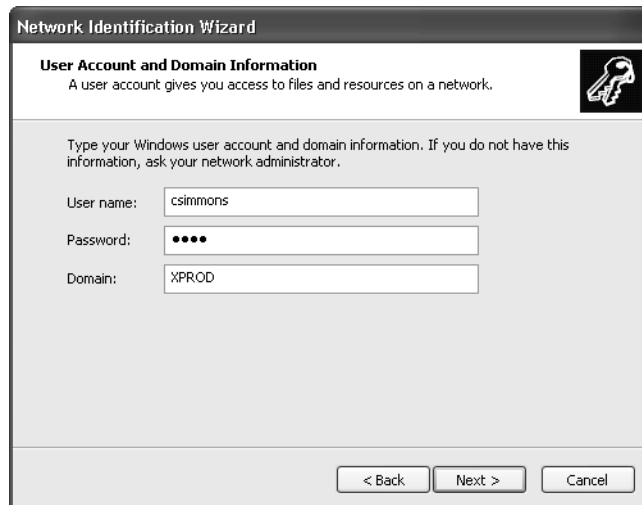 Network Identification Wizard
User Account and Domain Information
A user account gives you access to files and resources on a network.
Type your Windows user account and domain information. If you do not have this
information, ask your network administrator.
User name: csimmons
Password: ••••
Domain: XPROD
< Back Next > Cancel